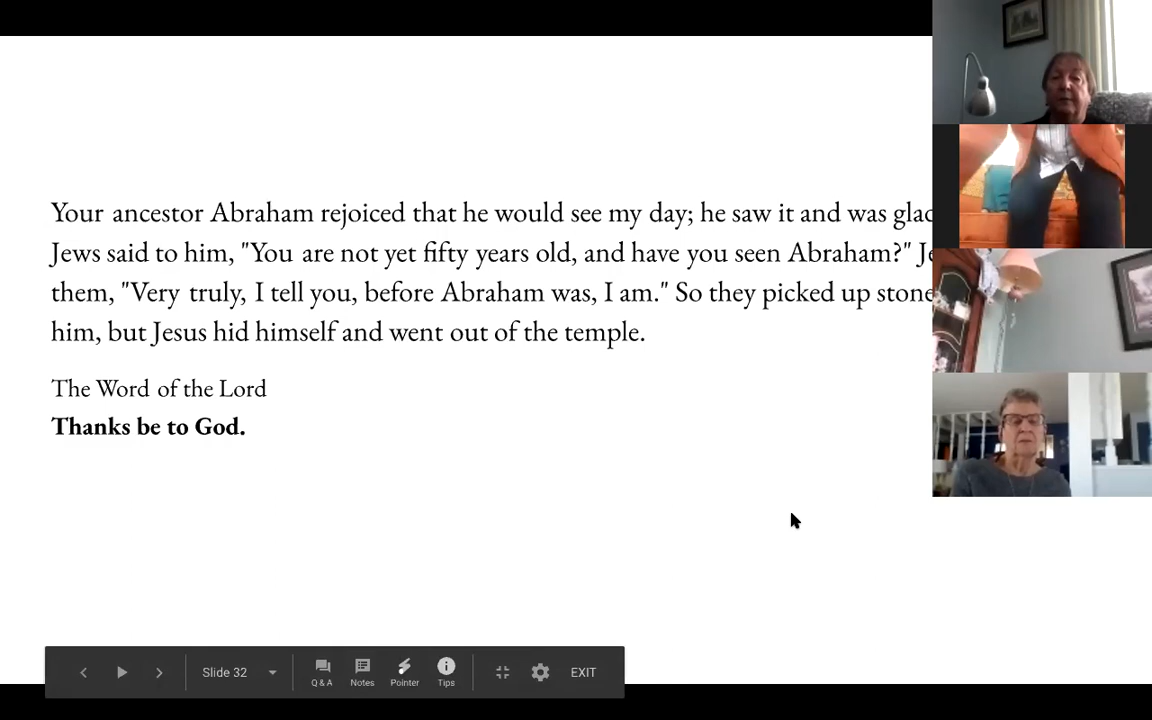 Your ancestor Abraham rejoiced that he would see my day; he saw it and was glad
Jews said to him, "You are not yet fifty years old, and have you seen Abraham?"
them, "Very truly, I tell you, before Abraham was, I am." So they picked up stone
him, but Jesus hid himself and went out of the temple.
The Word of the Lord
Thanks be to God.
Slide 32
Q & A Notes Pointer Tips
EXIT